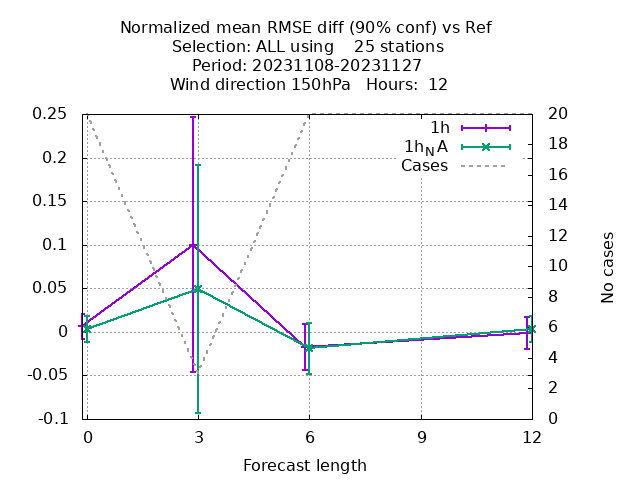 Normalized mean RMSE diff (90% conf) vs Ref
Selection: ALL using    25 stations
Period: 20231108-20231127
Wind direction 150hPa   Hours:  12
0.25
0.2
0.15
0.1
0.05
0
-0.05
-0.1
20
18
16
14
12
10
8
6
4
2
0
1h
1hNA
Cases
No cases
0
3
6
9
12
Forecast length